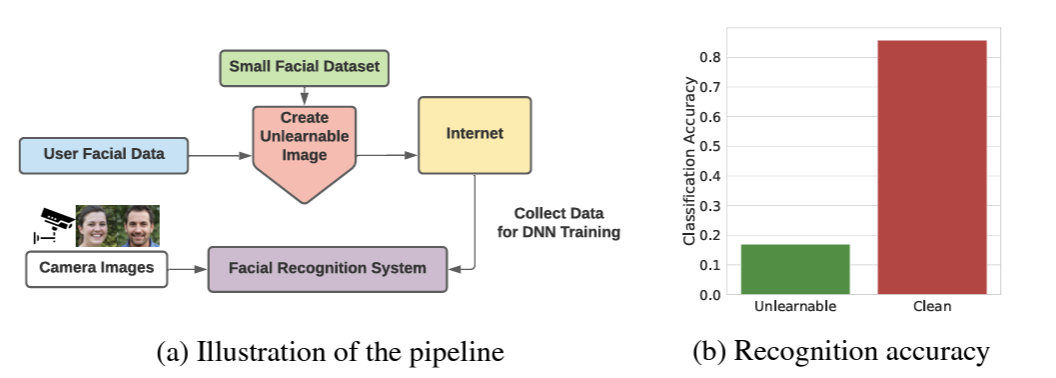 Small Facial Dataset
Create
Unlearnable
Image
User Facial Data
Internet
Collect Data
for DNN Training
Camera Images
Facial Recognition System
(a) Illustration of the pipeline
Classification Accuracy
0.8
0.7
0.6
0.5
0.4
0.3
0.2
0.1
0.0
Unlearnable
Clean
(b) Recognition accuracy